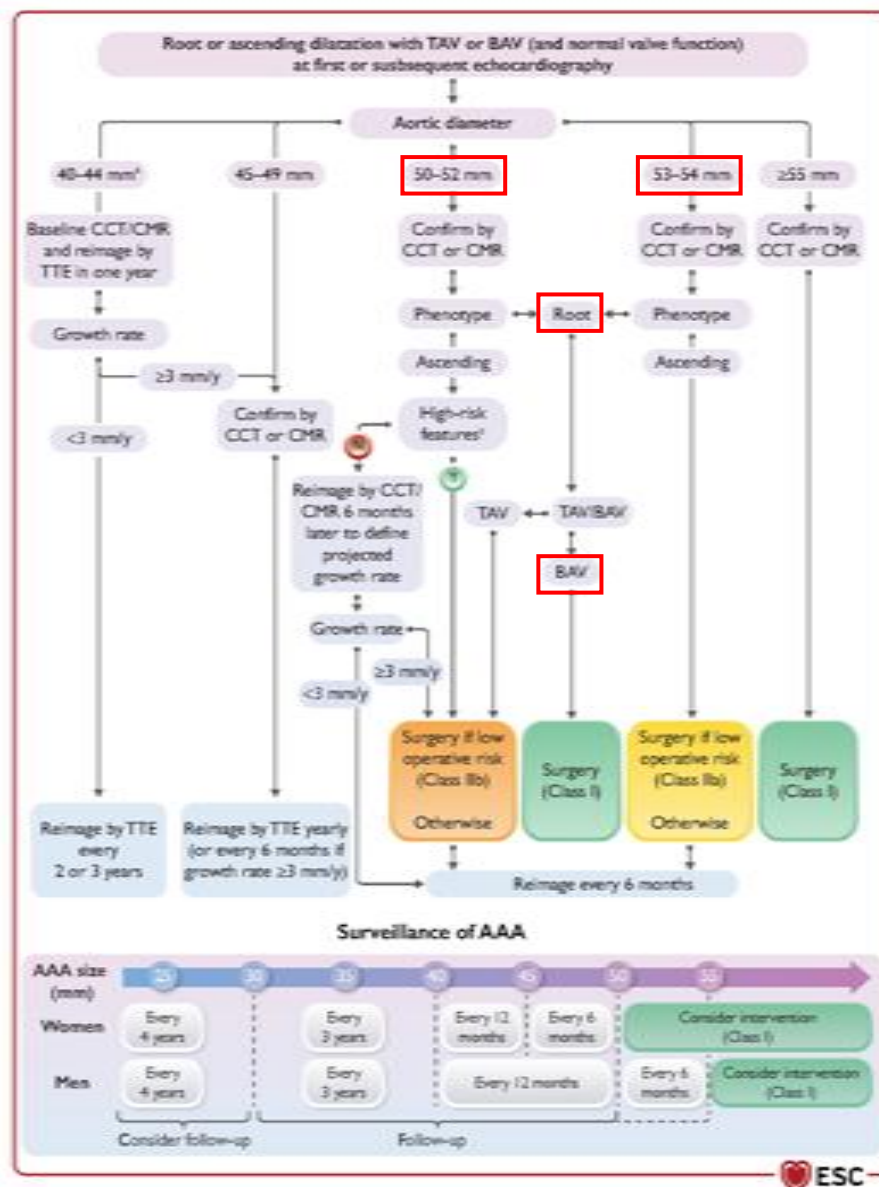 Root or ascending dilatation with TAV or BAV (and normal valve function)
at first or susbsequent echocardiography
Aortic diameter
40–44 mm
45–49 mm
50–52 mm
53–54 mm
≥55 mm
Baseline CCT/CMR
and reimage by
TTE in one year
Confirm by
CCT or CMR
Confirm by
CCT or CMR
Confirm by
CCT or CMR
Phenotype
Root
Phenotype
Growth rate
Ascending
Ascending
≥3 mm/y
<3 mm/y
Confirm by
CCT or CMR
High-risk
features
Reimage by CCT/
CMR 6 months
later to define
projected
growth rate
TAV
TAV/BAV
BAV
Growth rate
≥3 mm/y
<3 mm/y
Surgery if low
operative risk
(Class IIb)
Otherwise
Surgery
(Class I)
Surgery if low
operative risk
(Class IIa)
Otherwise
Surgery
(Class I)
Reimage by TTE
every
2 or 3 years
Reimage by TTE yearly
(or every 6 months if
growth rate ≥3 mm/y)
Reimage every 6 months
Surveillance of AAA
AAA size
(mm)
25
30
35
40
45
50
55
Women
Every
4 years
Every
3 years
Every 12
months
Every 6
months
Consider intervention
(Class I)
Men
Every
4 years
Every
3 years
Every 12 months
Every 6
months
Consider intervention
(Class I)
Consider follow-up
Follow-up
ESC